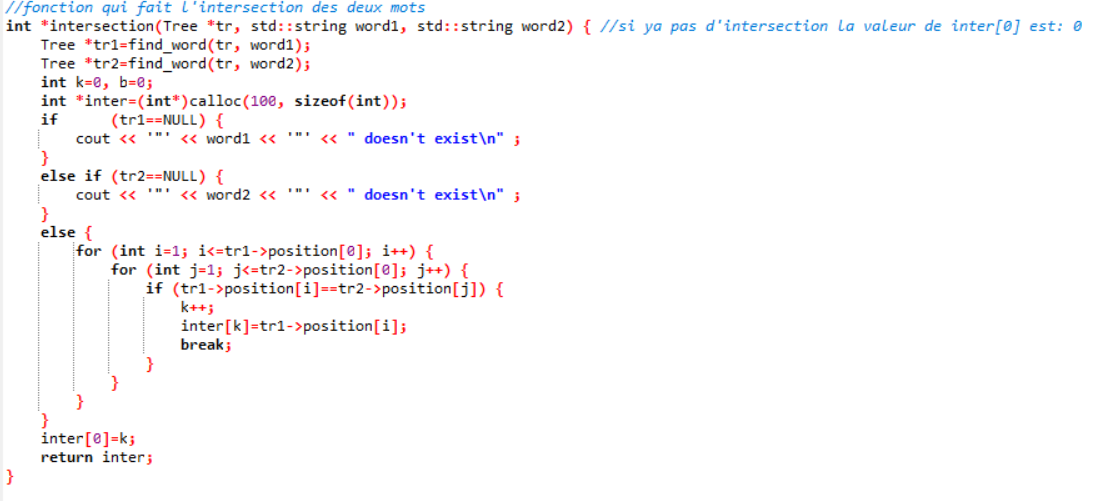 //fonction qui fait l'intersection des deux mots
int *intersection(Tree *tr, std::string word1, std::string word2) { //si ya pas d'intersection la valeur de inter[0] est: 0
    Tree *tr1=find_word(tr, word1);
    Tree *tr2=find_word(tr, word2);
    int k=0, b=0;
    int *inter=(int*)calloc(100, sizeof(int));
    if      (tr1==NULL) {
        cout << '"' << word1 << '"' << " doesn't exist\n" ;
    }
    else if (tr2==NULL) {
        cout << '"' << word2 << '"' << " doesn't exist\n" ;
    }
    else {
        for (int i=1; i<=tr1->position[0]; i++) {
            for (int j=1; j<=tr2->position[0]; j++) {
                if (tr1->position[i]==tr2->position[j]) {
                    k++;
                    inter[k]=tr1->position[i];
                    break;
                }
            }
        }
    }
    inter[0]=k;
    return inter;
}